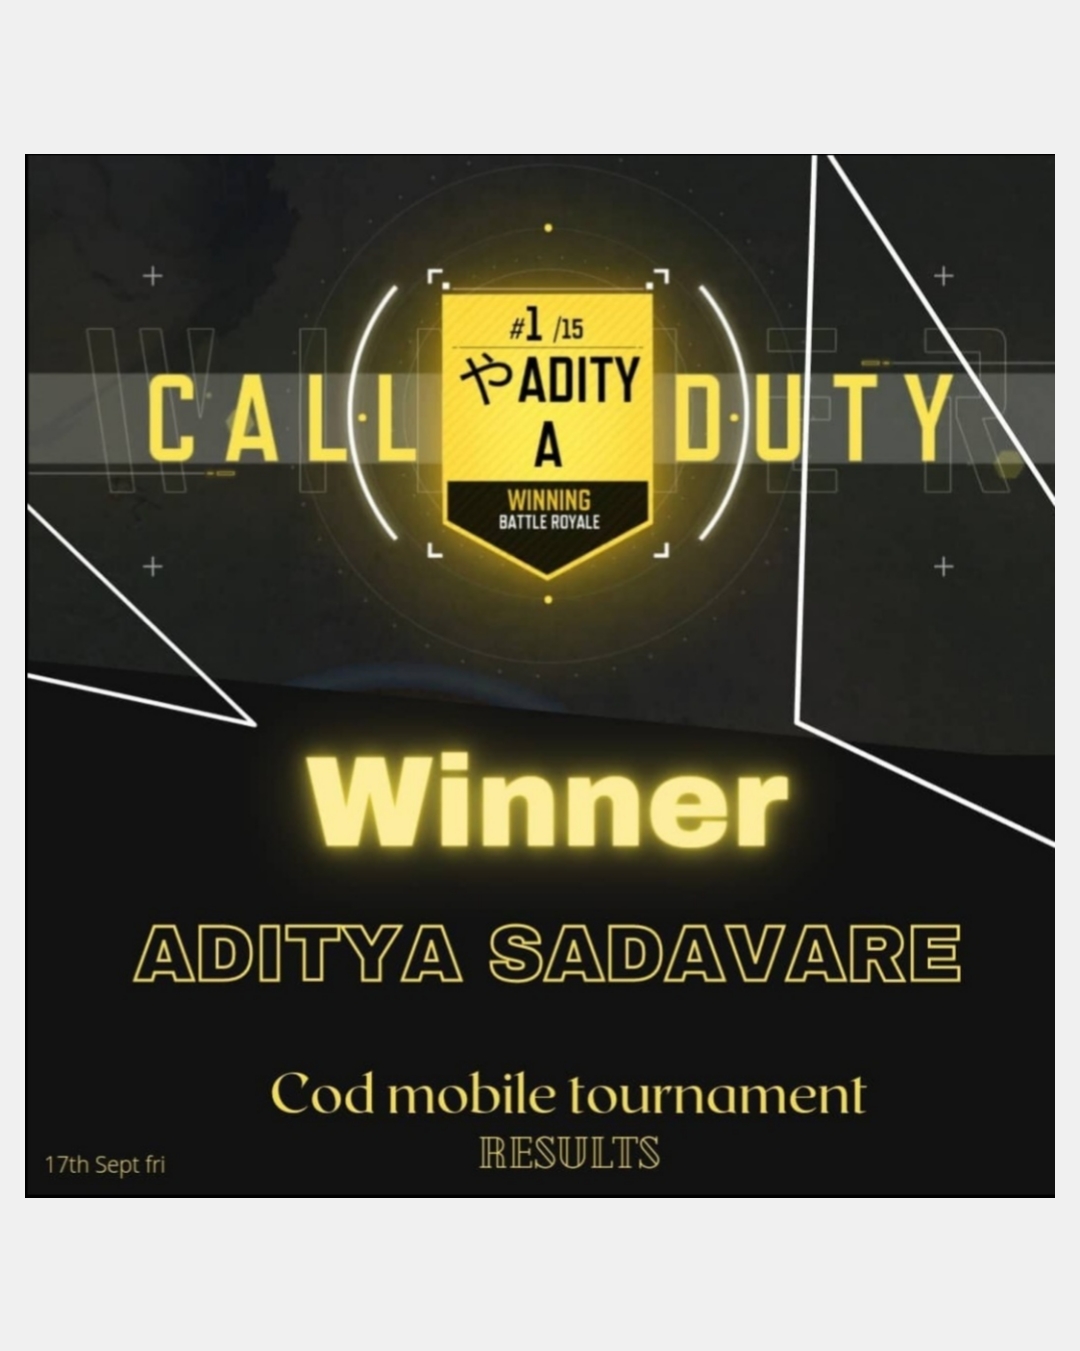 #1 /15
WINNER
CALL DUTY
やADITY
A
WINNING
BATTLE ROYALE
Winner
ADITYA SADAVARE
Cod mobile tournament
RESULTS
17th Sept fri